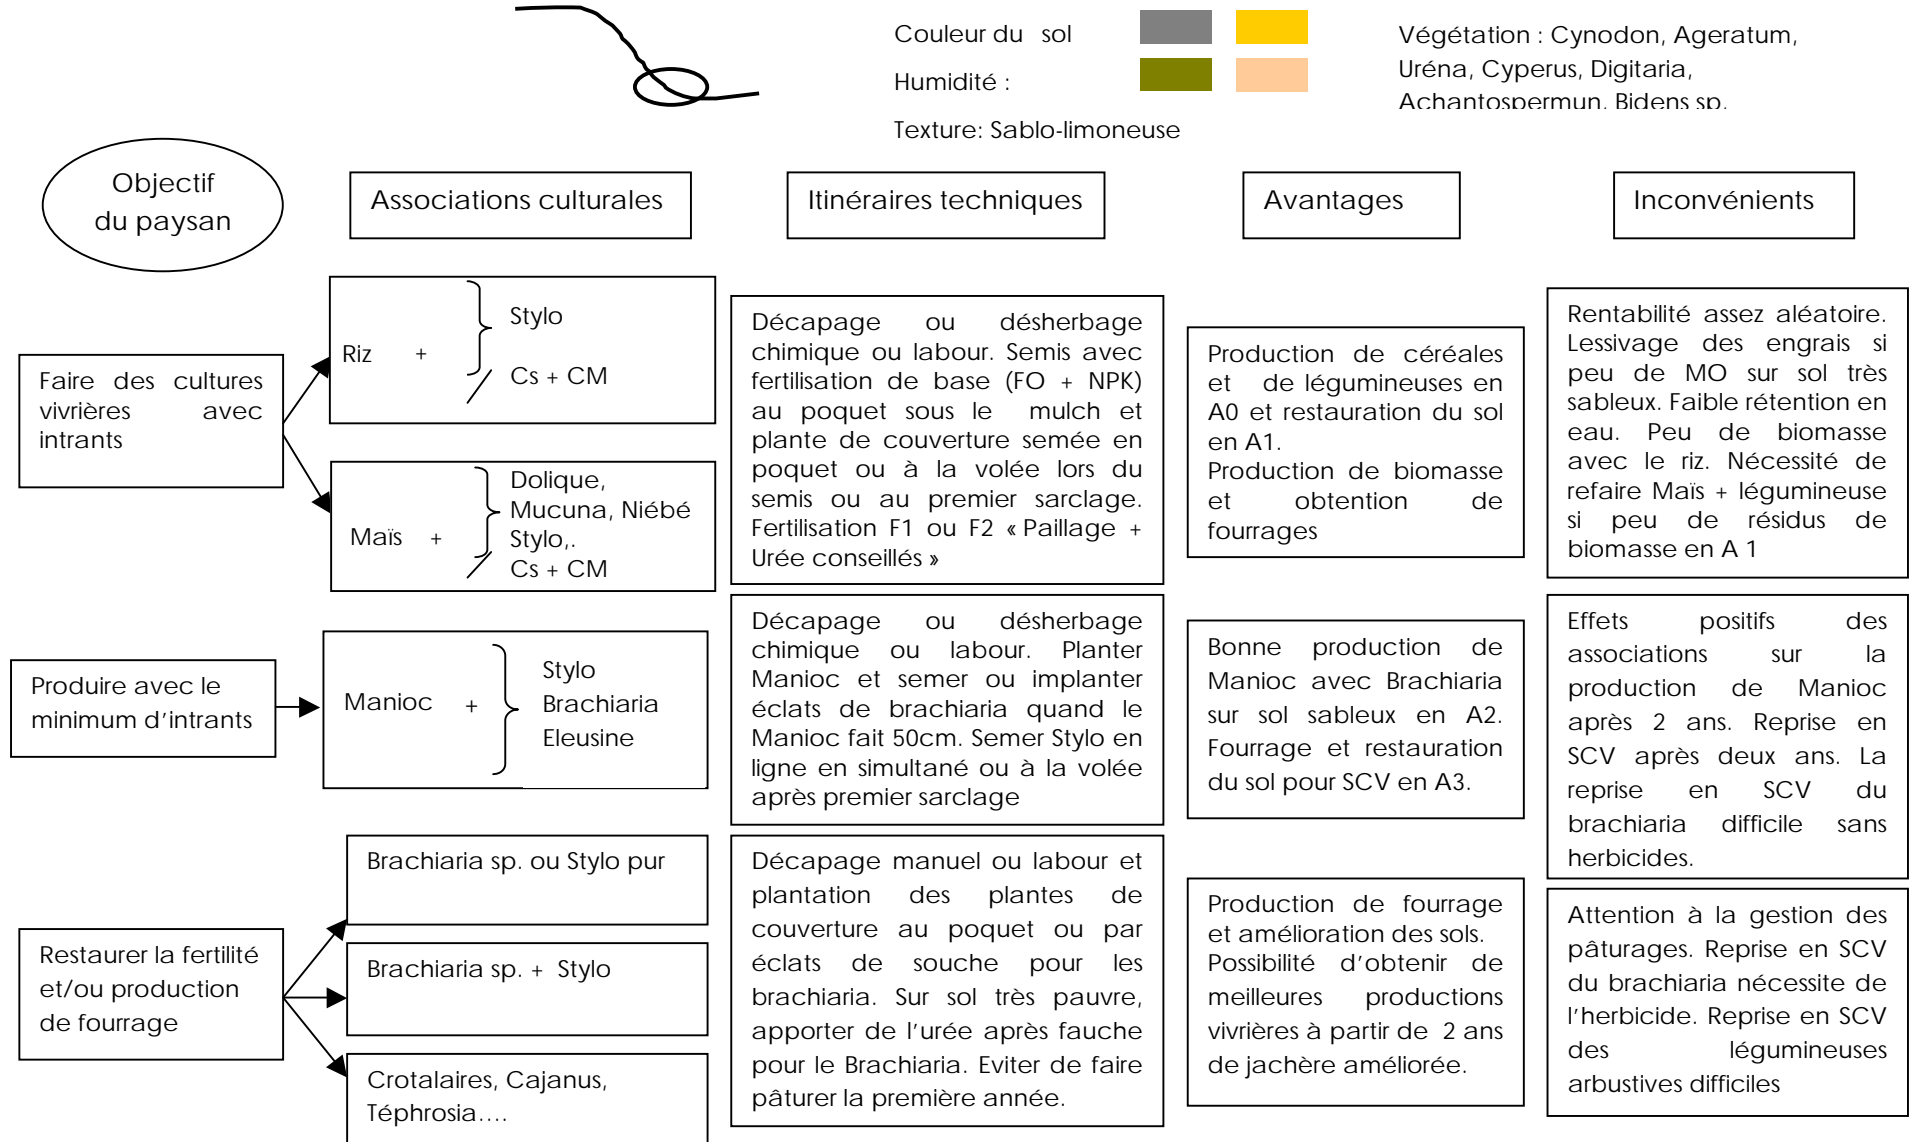 Couleur du sol
Humidité :
Texture: Sablo-limoneuse
Végétation : Cynodon, Ageratum,
Uréna, Cyperus, Digitaria,
Achantospermun, Bidens sp.
Objectif
du paysan
Associations culturales
Itinéraires techniques
Avantages
Inconvénients
Faire des cultures
vivrières avec
intrants
Riz +
Stylo
Cs + CM
Maïs +
Dolique,
Mucuna, Niébé
Stylo,.
Cs + CM
Décapage ou désherbage
chimique ou labour. Semis avec
fertilisation de base (FO + NPK)
au poquet sous le mulch et
plante de couverture semée en
poquet ou à la volée lors du
semis ou au premier sarclage.
Fertilisation F1 ou F2 « Paillage +
Urée conseillés »
Production de céréales
et de légumineuses en
A0 et restauration du sol
en A1.
Production de biomasse
et obtention de
fourrages
Rentabilité assez aléatoire.
Lessivage des engrais si
peu de MO sur sol très
sableux. Faible rétention en
eau. Peu de biomasse
avec le riz. Nécessité de
refaire Maïs + légumineuse
si peu de résidus de
biomasse en A 1
Produire avec le
minimum d’intrants
Manioc +
Stylo
Brachiaria
Eleusine
Décapage ou désherbage
chimique ou labour. Planter
Manioc et semer ou implanter
éclats de brachiaria quand le
Manioc fait 50cm. Semer Stylo en
ligne en simultané ou à la volée
après premier sarclage
Bonne production de
Manioc avec Brachiaria
sur sol sableux en A2.
Fourrage et restauration
du sol pour SCV en A3.
Effets positifs des
associations sur la
production de Manioc
après 2 ans. Reprise en
SCV après deux ans. La
reprise en SCV du
brachiaria difficile sans
herbicides.
Restaurer la fertilité
et/ou production
de fourrage
Brachiaria sp. ou Stylo pur
Brachiaria sp. + Stylo
Crotalaires, Cajanus,
Téphrosia….
Décapage manuel ou labour et
plantation des plantes de
couverture au poquet ou par
éclats de souche pour les
brachiaria. Sur sol très pauvre,
apporter de l’urée après fauche
pour le Brachiaria. Eviter de faire
pâturer la première année.
Production de fourrage
et amélioration des sols.
Possibilité d’obtenir de
meilleures productions
vivrières à partir de 2 ans
de jachère améliorée.
Attention à la gestion des
pâturages. Reprise en SCV
du brachiaria nécessite de
l’herbicide. Reprise en SCV
des légumineuses
arbustives difficiles